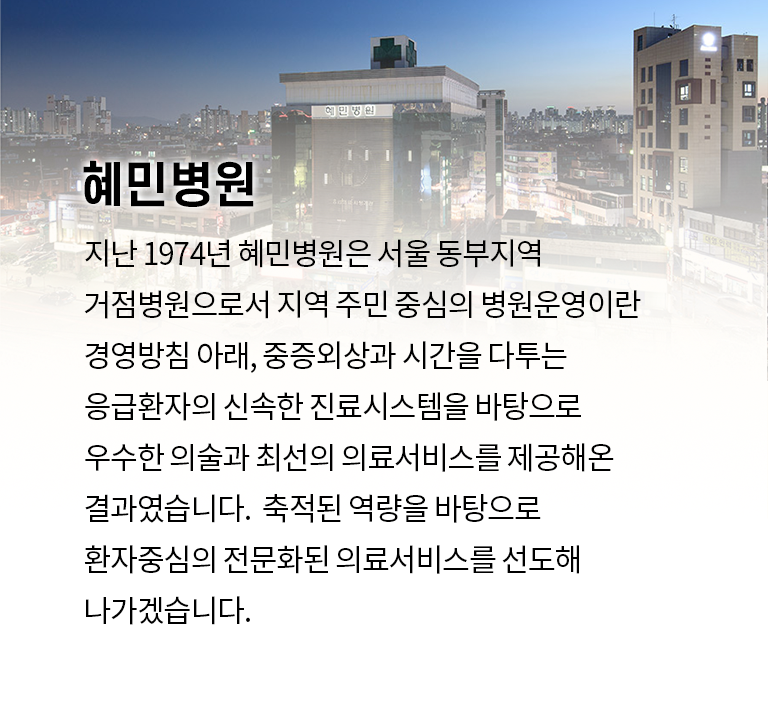 혜민병원
혜민병원
지난 1974년 혜민병원은 서울 동부지역
거점병원으로서 지역 주민 중심의 병원운영이란
경영방침 아래, 중증외상과 시간을 다투는
응급환자의 신속한 진료시스템을 바탕으로
우수한 의술과 최선의 의료서비스를 제공해온
결과였습니다. 축적된 역량을 바탕으로
환자중심의 전문화된 의료서비스를 선도해
나가겠습니다.